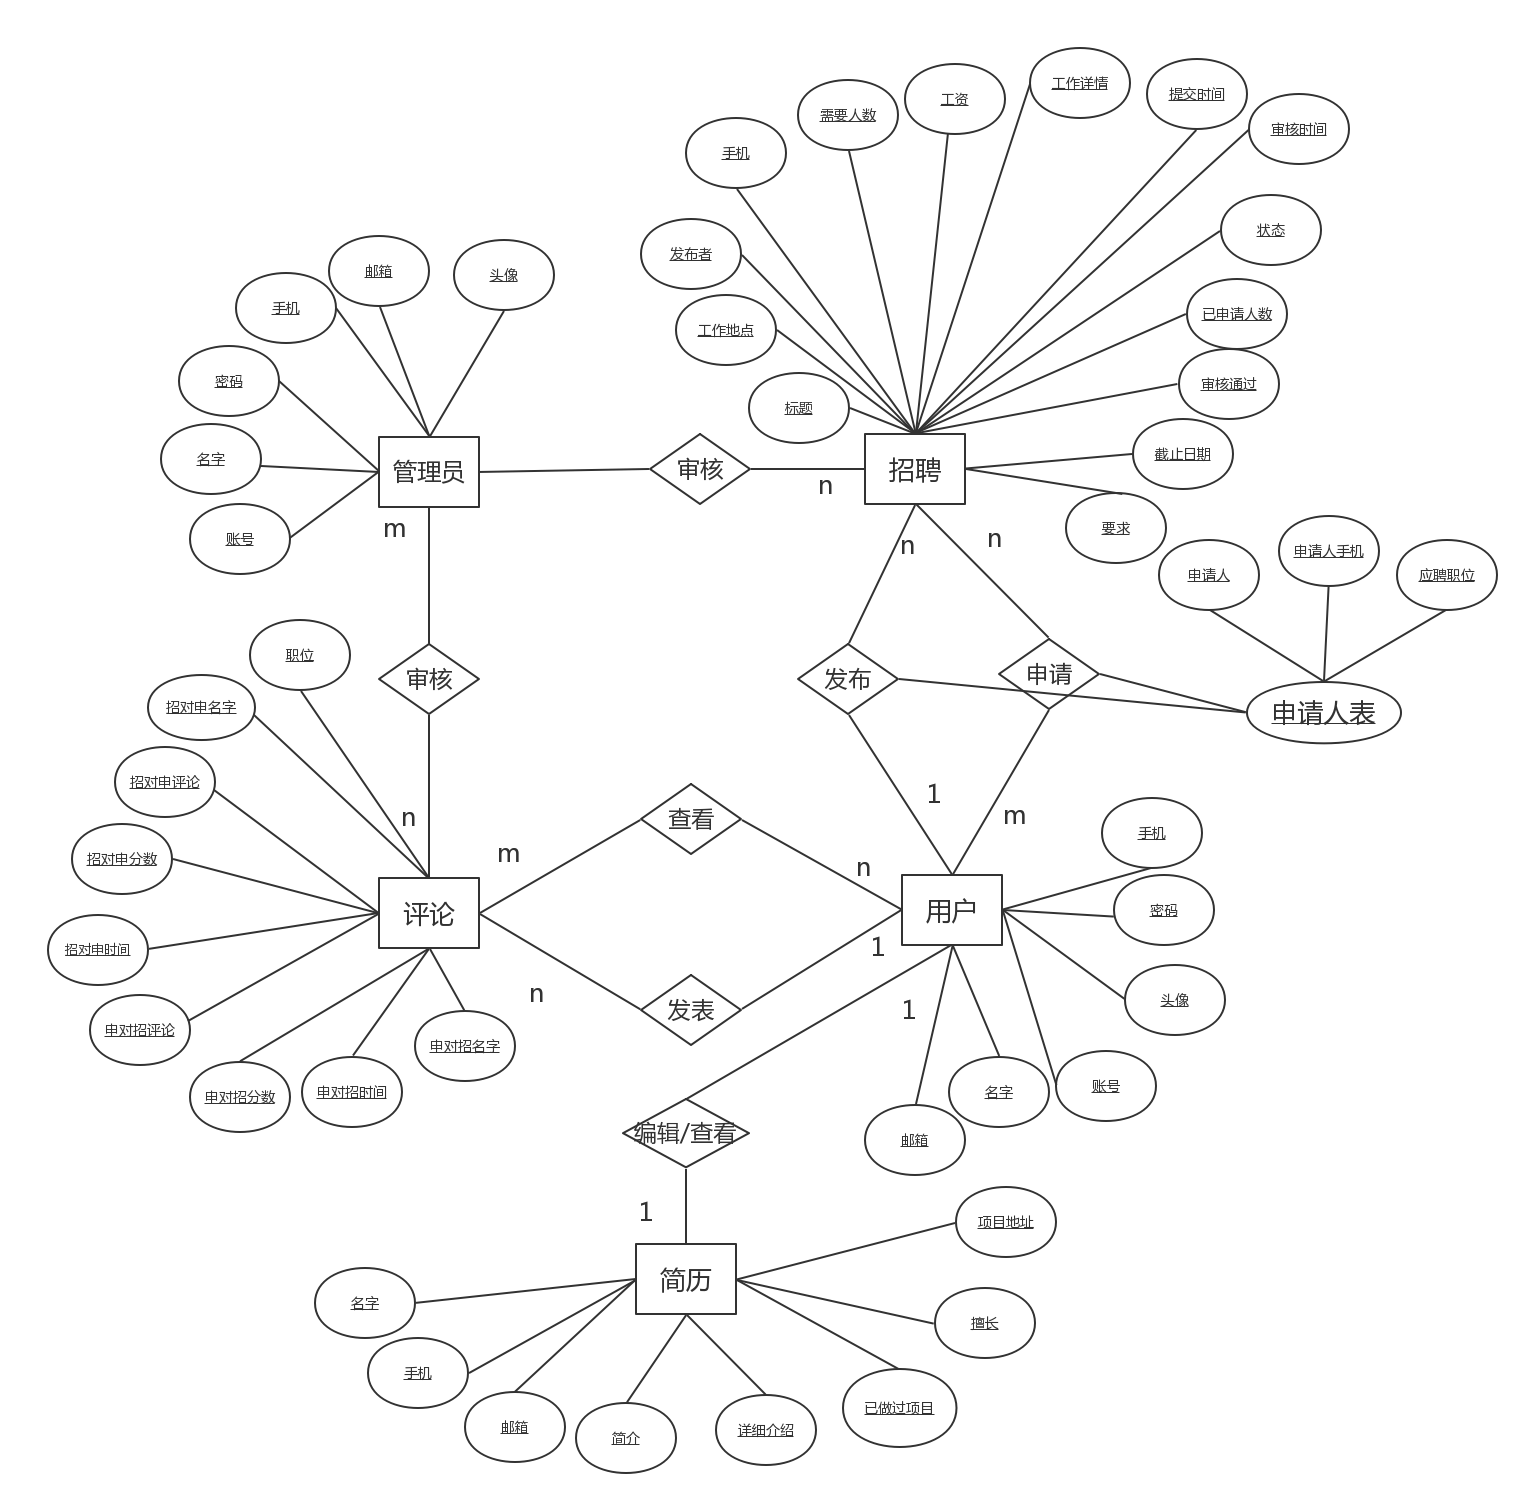 工作详情
提交时间
工资
需要人数
审核时间
手机
状态
发布者
邮箱
头像
手机
已申请人数
工作地点
密码
审核通过
标题
名字
截止日期
管理员
审核
招聘
n
m
账号
n
n
要求
申请人
申请人手机
应聘职位
职位
审核
发布
申请
招对申名字
申请人表
招对申评论
1
m
n
查看
手机
招对申分数
m
n
评论
用户
密码
招对申时间
1
n
1
发表
头像
申对招评论
申对招名字
申对招分数
申对招时间
名字
账号
编辑/查看
邮箱
1
项目地址
简历
名字
擅长
手机
已做过项目
邮箱
简介
详细介绍